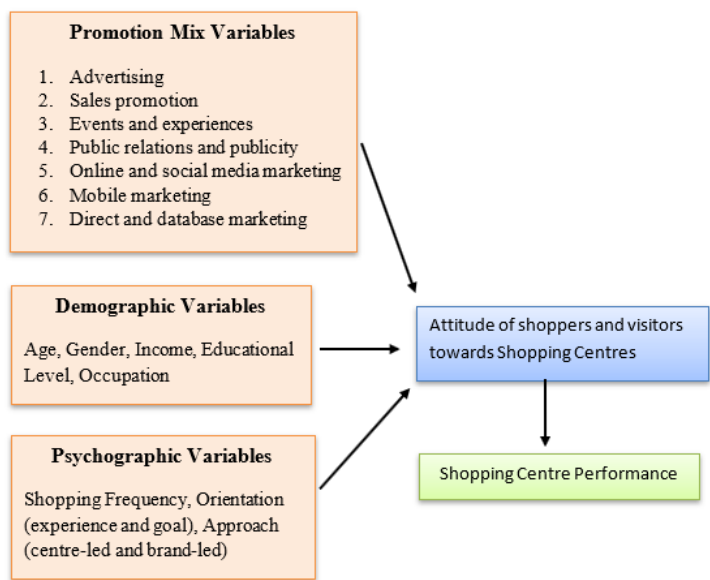 Promotion Mix Variables
1. Advertising
2. Sales promotion
3. Events and experiences
4. Public relations and publicity
5. Online and social media marketing
6. Mobile marketing
7. Direct and database marketing
Demographic Variables
Age, Gender, Income, Educational
Level, Occupation
Psychographic Variables
Shopping Frequency, Orientation
(experience and goal), Approach
(centre-led and brand-led)
Attitude of shoppers and visitors
towards Shopping Centres
Shopping Centre Performance